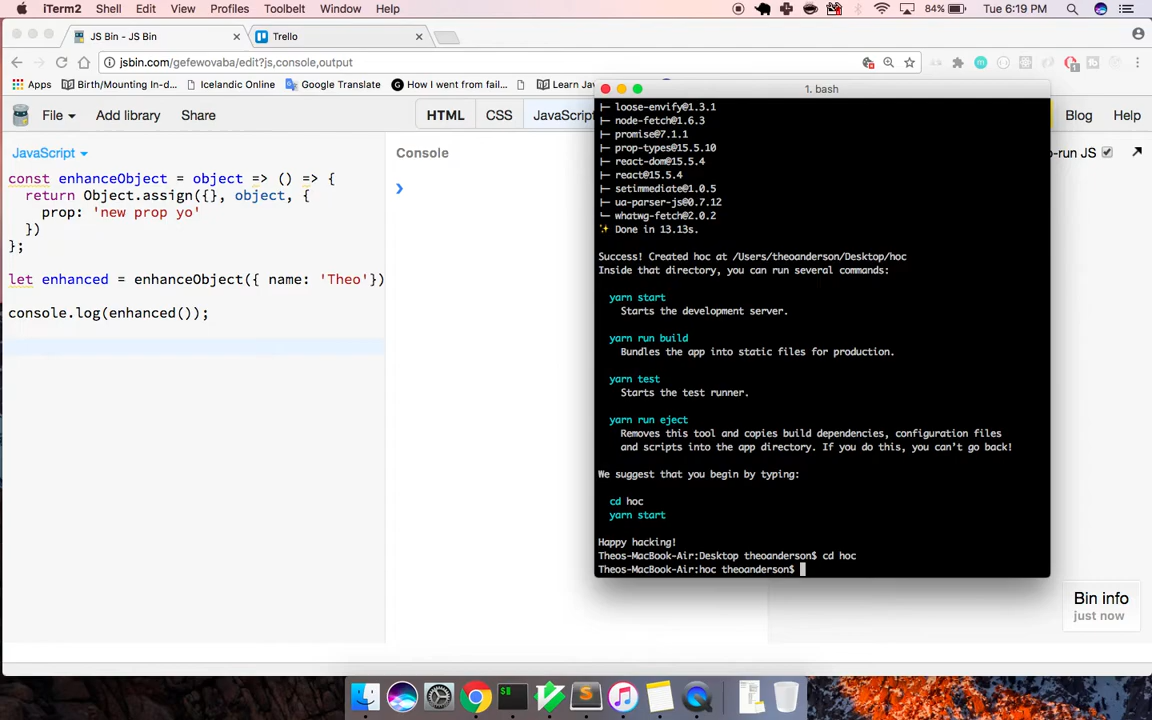 iTerm2 Shell Edit View Profiles Toolbelt Window Help 84% Tue 6:19 PM
JS Bin - JS Bin
Trello
jsbin.com/gefewovaba/edit?js,console,output
Apps Birth/Mounting In-d... Icelandic Online Google Translate How I went from fail... Learn Ja
File Add library Share HTML CSS JavaScrip Blog Help
JavaScript
const enhanceObject = object => () => {
return Object.assign({}, object, {
prop: 'new prop yo'
})
};
let enhanced = enhanceObject({ name: 'Theo'})
console.log(enhanced());
Console
o-run JS
1. bash
├─ loose-envify@1.3.1
├─ node-fetch@1.6.3
├─ promise@7.1.1
├─ prop-types@15.5.10
├─ react-dom@15.5.4
├─ react@15.5.4
├─ setimmediate@1.0.5
├─ ua-parser-js@0.7.12
└─ whatwg-fetch@2.0.2
✨ Done in 13.13s.
Success! Created hoc at /Users/theoanderson/Desktop/hoc
Inside that directory, you can run several commands:
yarn start
Starts the development server.
yarn run build
Bundles the app into static files for production.
yarn test
Starts the test runner.
yarn run eject
Removes this tool and copies build dependencies, configuration files
and scripts into the app directory. If you do this, you can't go back!
We suggest that you begin by typing:
cd hoc
yarn start
Happy hacking!
Theos-MacBook-Air:Desktop theoanderson$ cd hoc
Theos-MacBook-Air:hoc theoanderson$
Bin info
just now